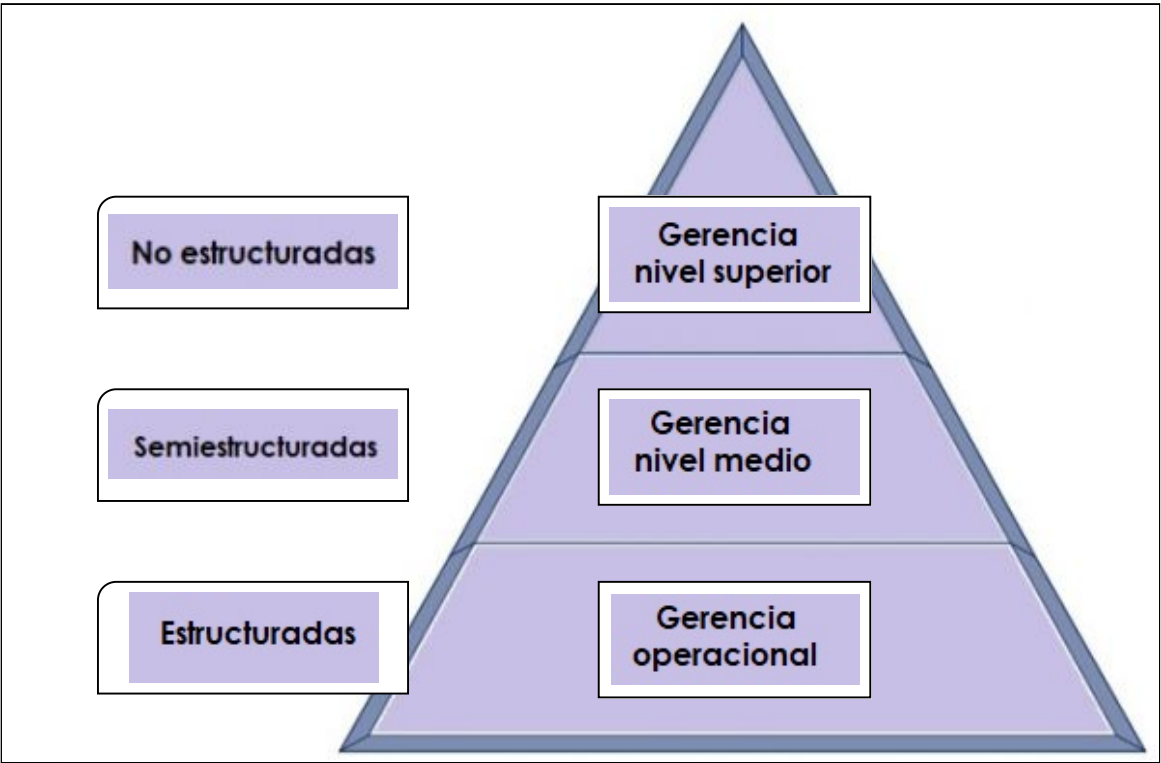 No estructuradas
Gerencia
nivel superior
Semiestructuradas
Gerencia
nivel medio
Estructuradas
Gerencia
operacional